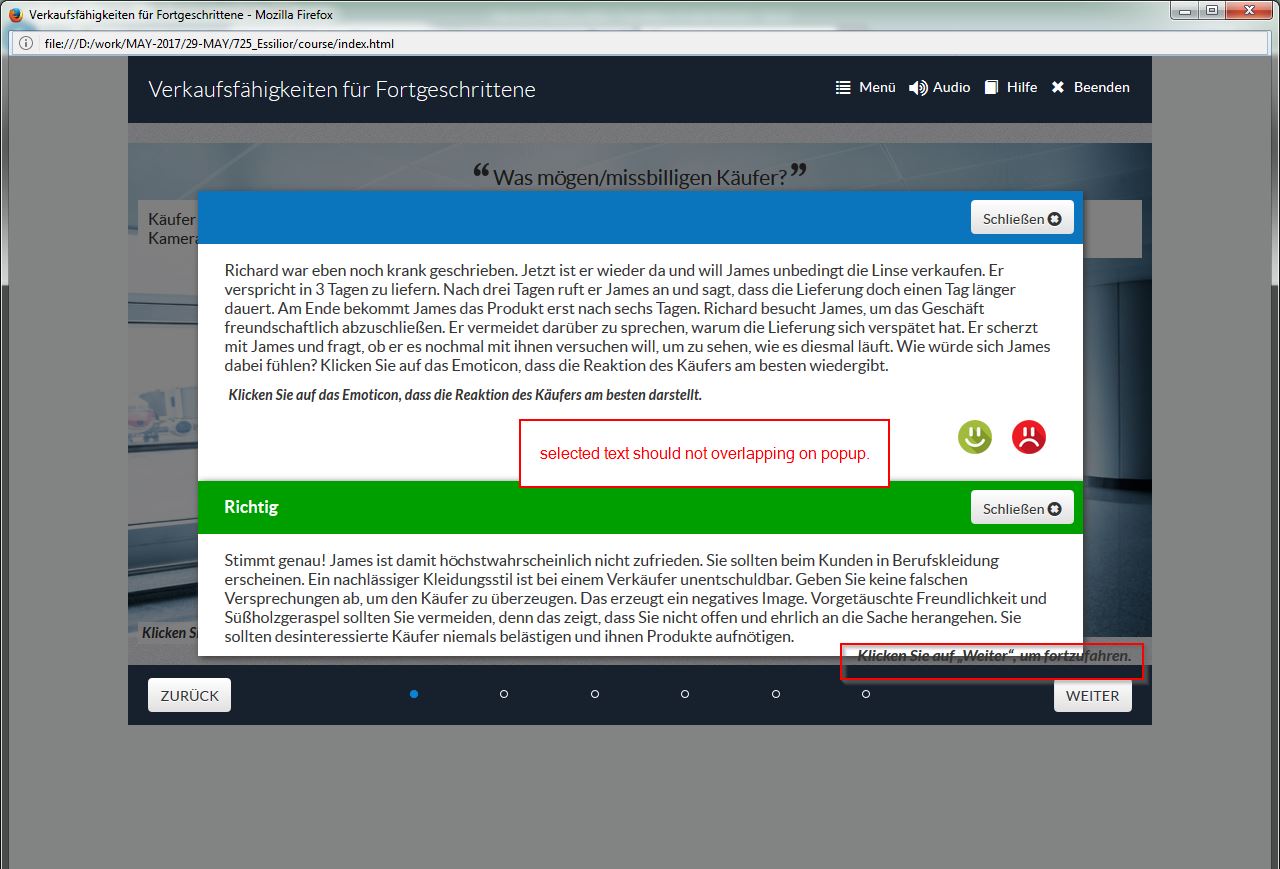 Verkaufsfähigkeiten für Fortgeschrittene - Mozilla Firefox
file:///D:/work/MAY-2017/29-MAY/725_Essilior/course/index.html
Verkaufsfähigkeiten für Fortgeschrittene
Menü Audio Hilfe Beenden
“Was mögen/missbilligen Käufer?”
Käufer
Kamera
Schließen
Richard war eben noch krank geschrieben. Jetzt ist er wieder da und will James unbedingt die Linse verkaufen. Er
verspricht in 3 Tagen zu liefern. Nach drei Tagen ruft er James an und sagt, dass die Lieferung doch einen Tag länger
dauert. Am Ende bekommt James das Produkt erst nach sechs Tagen. Richard besucht James, um das Geschäft
freundschaftlich abzuschließen. Er vermeidet darüber zu sprechen, warum die Lieferung sich verspätet hat. Er scherzt
mit James und fragt, ob er es nochmal mit ihnen versuchen will, um zu sehen, wie es diesmal läuft. Wie würde sich James
dabei fühlen? Klicken Sie auf das Emoticon, dass die Reaktion des Käufers am besten wiedergibt.
Klicken Sie auf das Emoticon, dass die Reaktion des Käufers am besten darstellt.
selected text should not overlapping on popup.
Richtig
Schließen
Stimmt genau! James ist damit höchstwahrscheinlich nicht zufrieden. Sie sollten beim Kunden in Berufskleidung
erscheinen. Ein nachlässiger Kleidungsstil ist bei einem Verkäufer unentschuldbar. Geben Sie keine falschen
Versprechungen ab, um den Käufer zu überzeugen. Das erzeugt ein negatives Image. Vorgetäuschte Freundlichkeit und
Süßholzgeraspel sollten Sie vermeiden, denn das zeigt, dass Sie nicht offen und ehrlich an die Sache herangehen. Sie
sollten desinteressierte Käufer niemals belästigen und ihnen Produkte aufnötigen.
Klicken Si
Klicken Sie auf „Weiter“, um fortzufahren.
ZURÜCK
WEITER